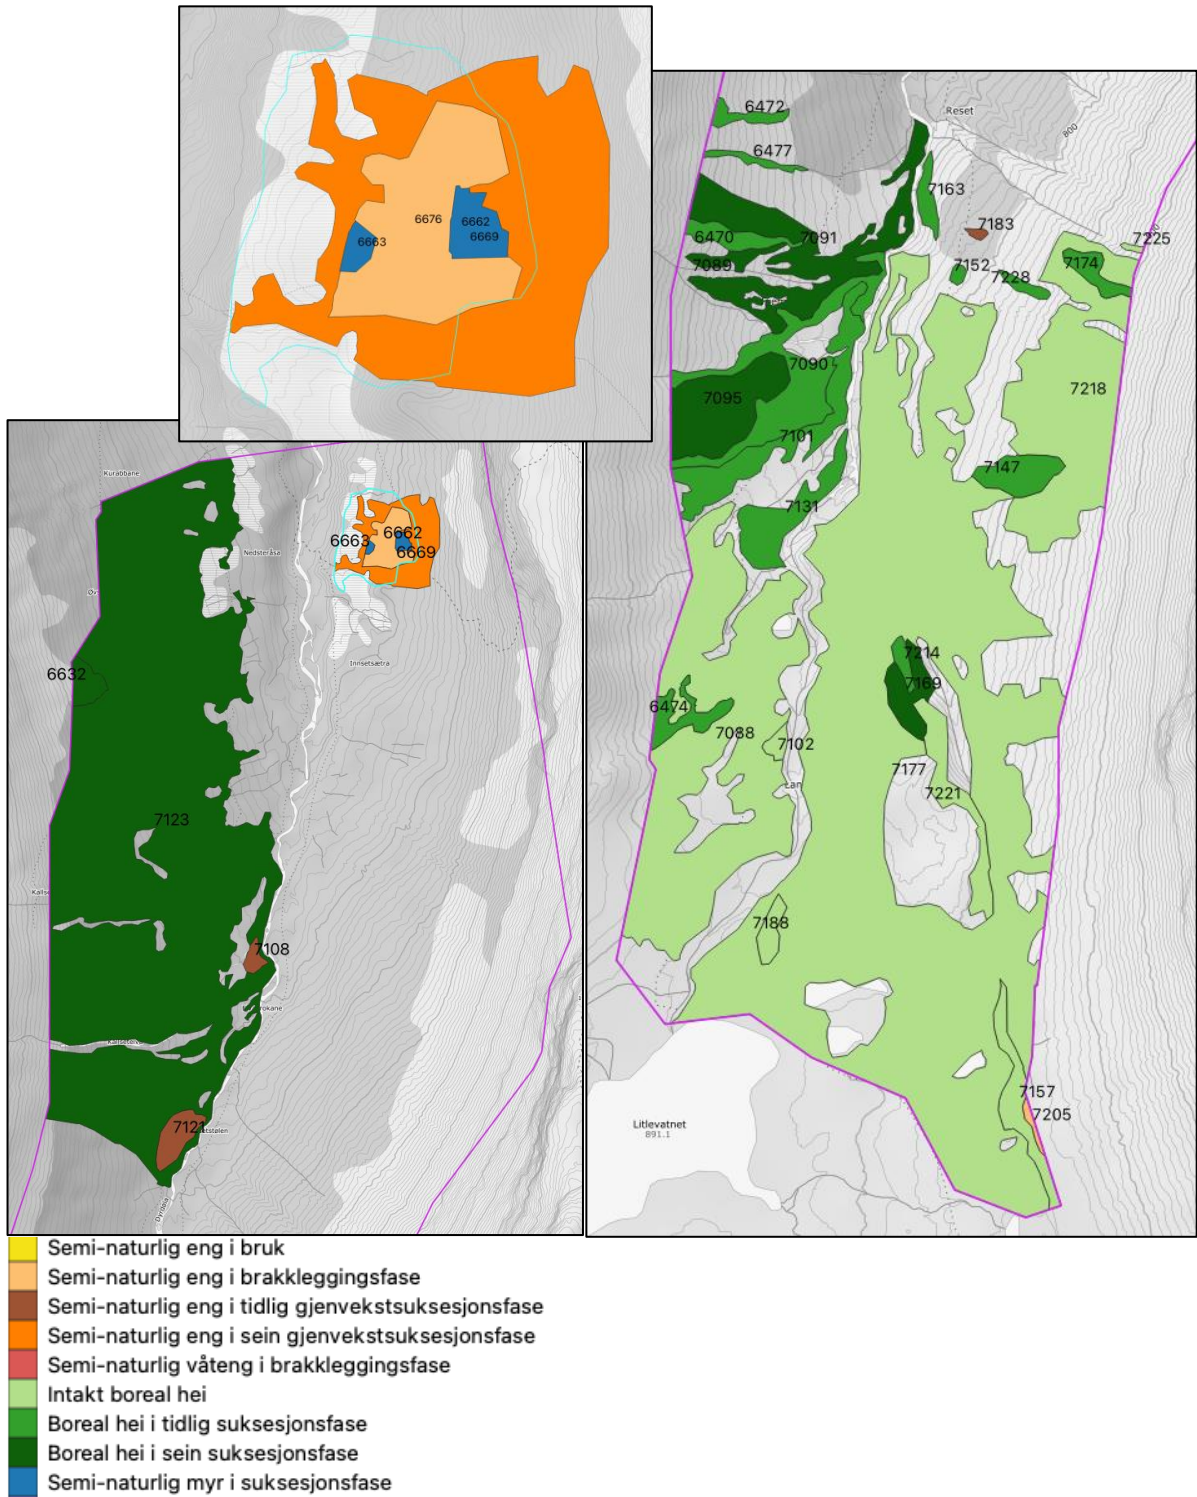 6676
6662
6663
6669
Reset
800
6472
6477
7163
7183
6470
7091
7225
7089
7152
7174
7228
7090
7218
7095
7101
7147
7131
7214
7169
6474
7088
7102
7177
Lan
7221
7188
7157
7205
Litlevatnet
891.1
Kurabbane
Nedsteråsa
6662
6663
6669
Innsetsætra
6632
7123
7108
7121
Semi-naturlig eng i bruk
Semi-naturlig eng i brakkleggingsfase
Semi-naturlig eng i tidlig gjenvekstsuksesjonsfase
Semi-naturlig eng i sein gjenvekstsuksesjonsfase
Semi-naturlig våteng i brakkleggingsfase
Intakt boreal hei
Boreal hei i tidlig suksesjonsfase
Boreal hei i sein suksesjonsfase
Semi-naturlig myr i suksesjonsfase